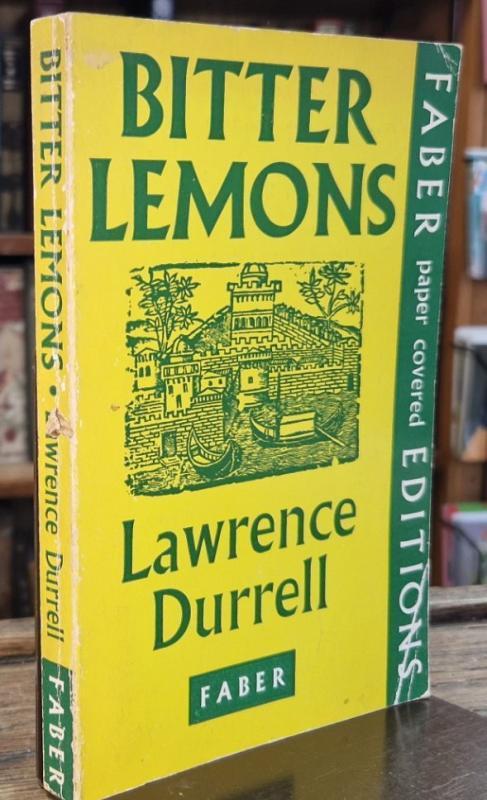 BITTER
LEMONS
Lawrence
Durrell
FABER
FABER paper covered EDITIONS
BITTER LEMONS • Lawrence Durrell
FABER